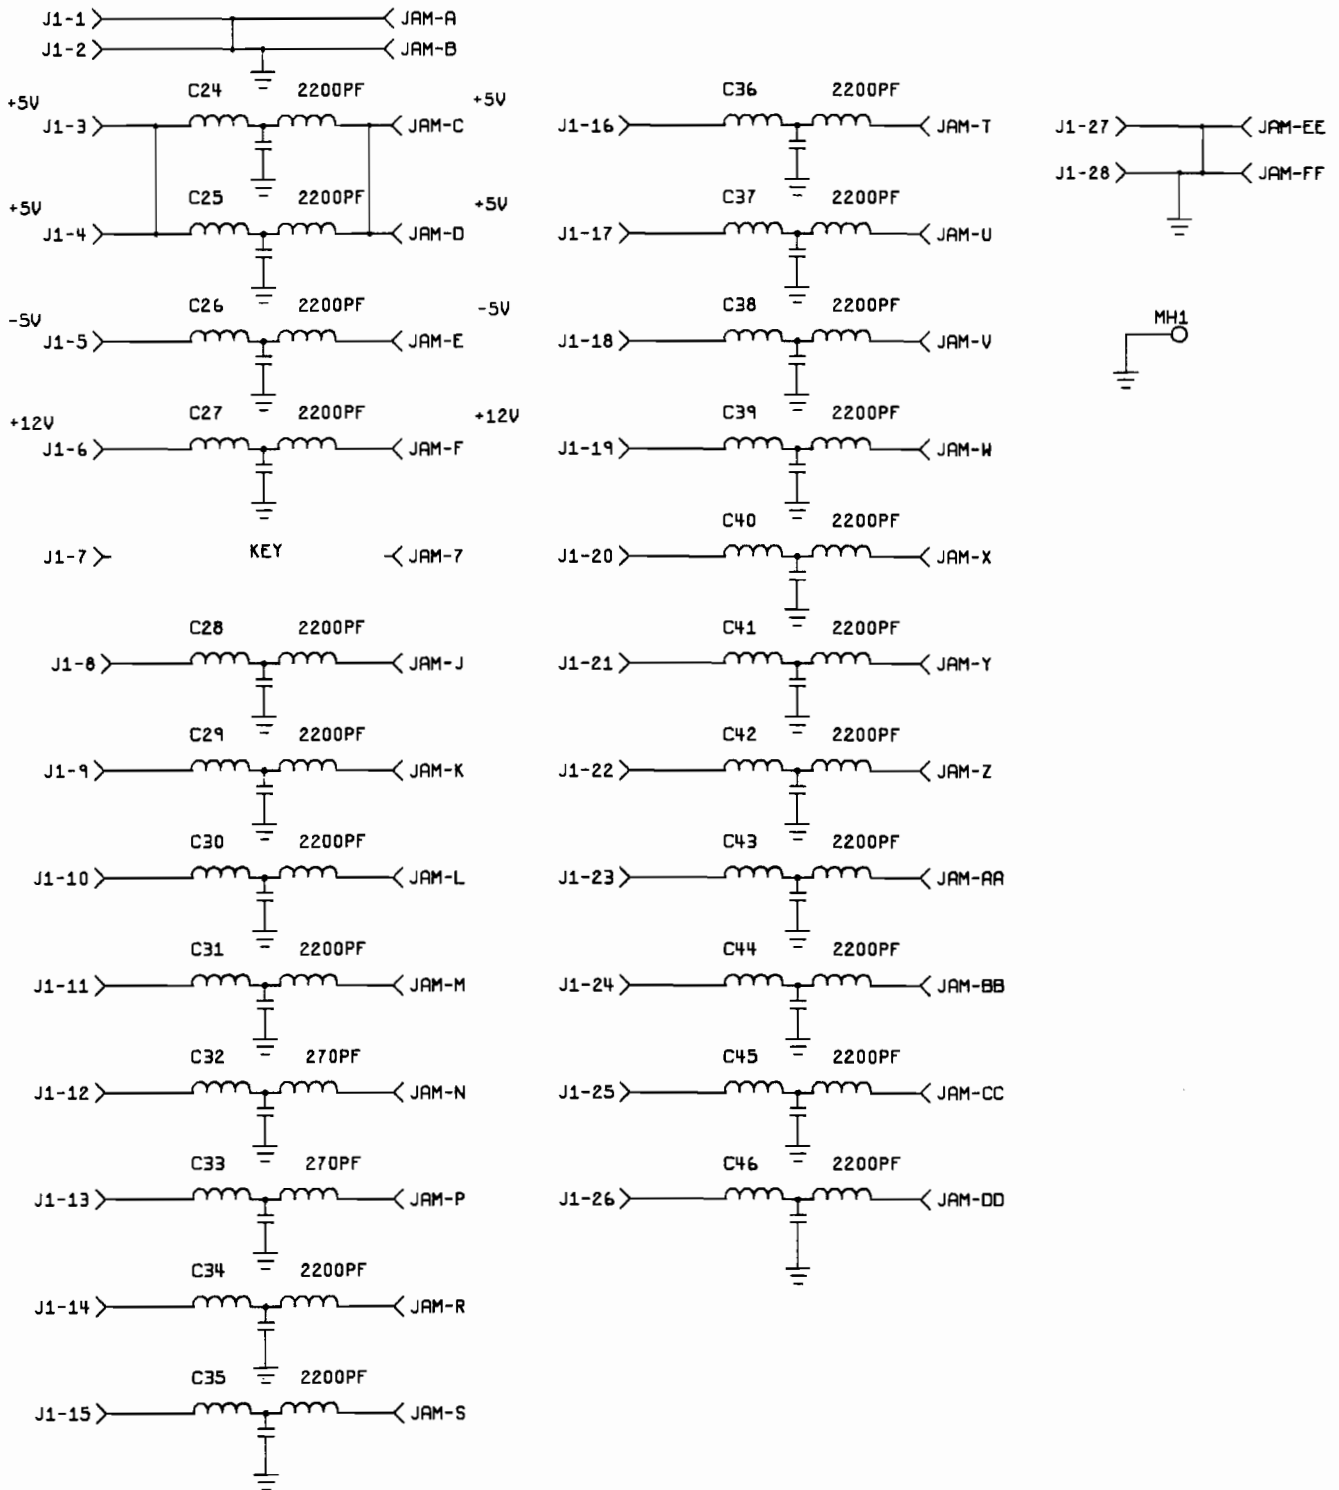 J1-1 JAM-A
J1-2 JAM-B
+5V C24 2200PF +5V
J1-3 JAM-C
+5V C25 2200PF +5V
J1-4 JAM-D
-5V C26 2200PF -5V
J1-5 JAM-E
+12V C27 2200PF +12V
J1-6 JAM-F
J1-7 KEY JAM-7
C28 2200PF
J1-8 JAM-J
C29 2200PF
J1-9 JAM-K
C30 2200PF
J1-10 JAM-L
C31 2200PF
J1-11 JAM-M
C32 270PF
J1-12 JAM-N
C33 270PF
J1-13 JAM-P
C34 2200PF
J1-14 JAM-R
C35 2200PF
J1-15 JAM-S
C36 2200PF
J1-16 JAM-T
C37 2200PF
J1-17 JAM-U
C38 2200PF
J1-18 JAM-V
C39 2200PF
J1-19 JAM-W
C40 2200PF
J1-20 JAM-X
C41 2200PF
J1-21 JAM-Y
C42 2200PF
J1-22 JAM-Z
C43 2200PF
J1-23 JAM-AA
C44 2200PF
J1-24 JAM-BB
C45 2200PF
J1-25 JAM-CC
C46 2200PF
J1-26 JAM-DD
J1-27 JAM-EE
J1-28 JAM-FF
MH1